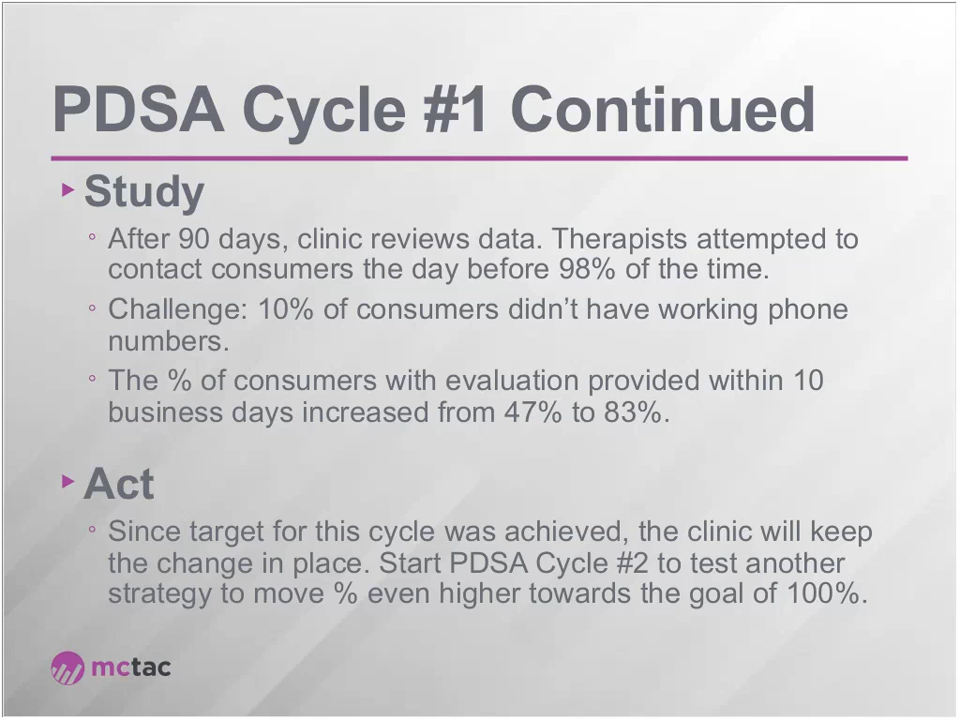 PDSA Cycle #1 Continued
Study
After 90 days, clinic reviews data. Therapists attempted to
contact consumers the day before 98% of the time.
Challenge: 10% of consumers didn’t have working phone
numbers.
The % of consumers with evaluation provided within 10
business days increased from 47% to 83%.
Act
Since target for this cycle was achieved, the clinic will keep
the change in place. Start PDSA Cycle #2 to test another
strategy to move % even higher towards the goal of 100%.
mctac